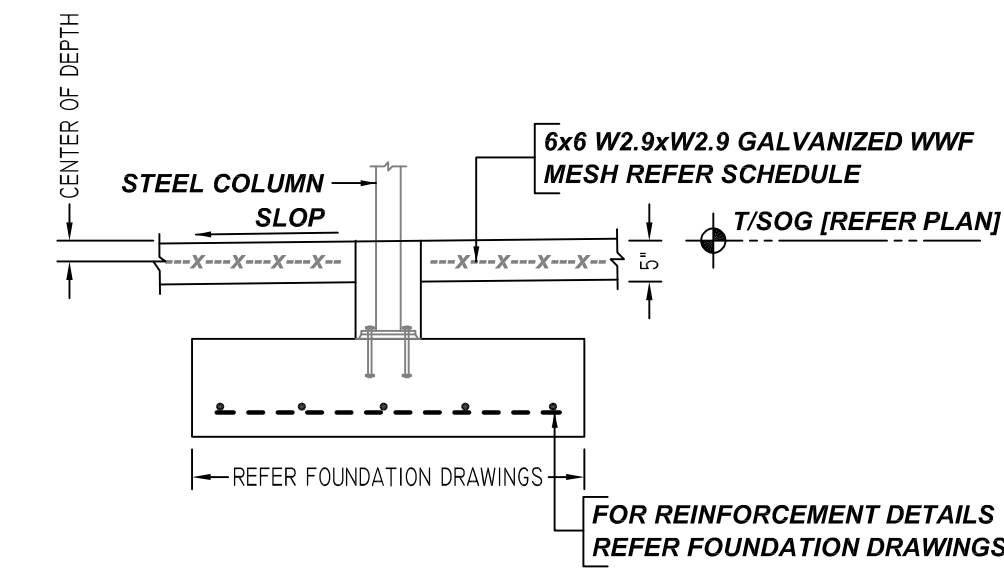 CENTER OF DEPTH
6x6 W2.9xW2.9 GALVANIZED WWF
MESH REFER SCHEDULE
STEEL COLUMN
SLOP
T/SOG [REFER PLAN]
---X---X---X---X---
---X---X---X---X---
5"
REFER FOUNDATION DRAWINGS
FOR REINFORCEMENT DETAILS
REFER FOUNDATION DRAWINGS